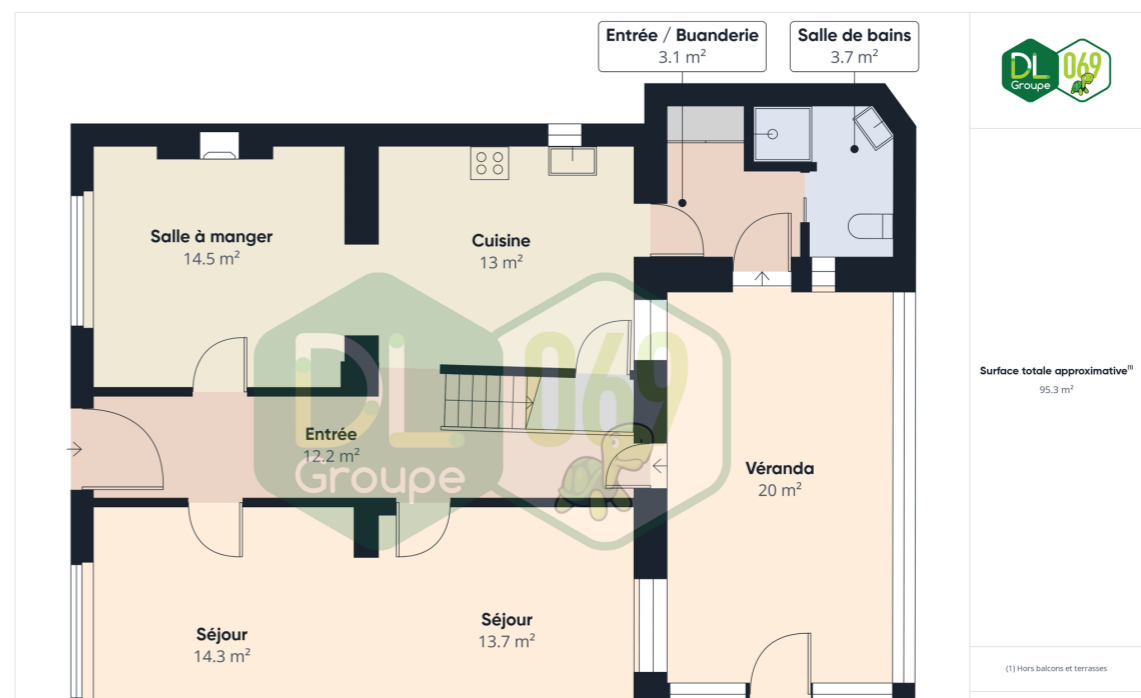 Entrée / Buanderie
3.1 m²
Salle de bains
3.7 m²
DL
Groupe
069
Salle à manger
14.5 m²
Cuisine
13 m²
Surface totale approximative⁽¹⁾
95.3 m²
DL
069
Groupe
Entrée
12.2 m²
Véranda
20 m²
Séjour
14.3 m²
Séjour
13.7 m²
(1) Hors balcons et terrasses